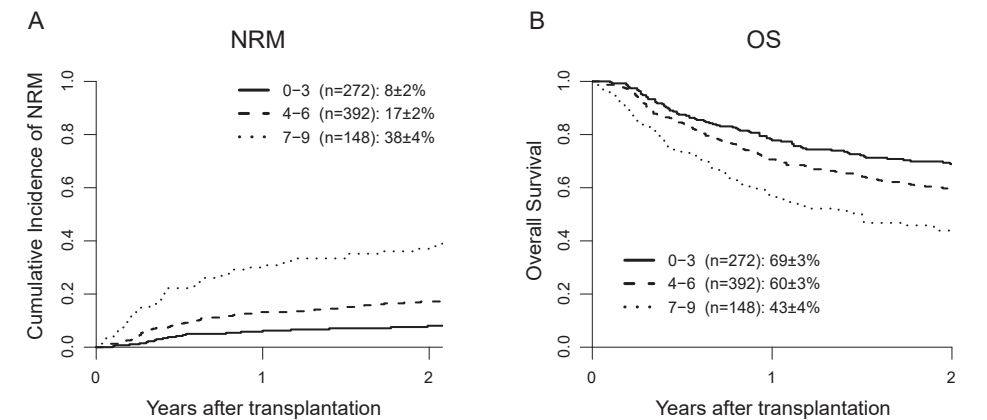 A
NRM
Cumulative Incidence of NRM
0.0 0.2 0.4 0.6 0.8 1.0
0−3 (n=272): 8±2%
4−6 (n=392): 17±2%
7−9 (n=148): 38±4%
0 1 2
Years after transplantation
B
OS
Overall Survival
0.0 0.2 0.4 0.6 0.8 1.0
0−3 (n=272): 69±3%
4−6 (n=392): 60±3%
7−9 (n=148): 43±4%
0 1 2
Years after transplantation